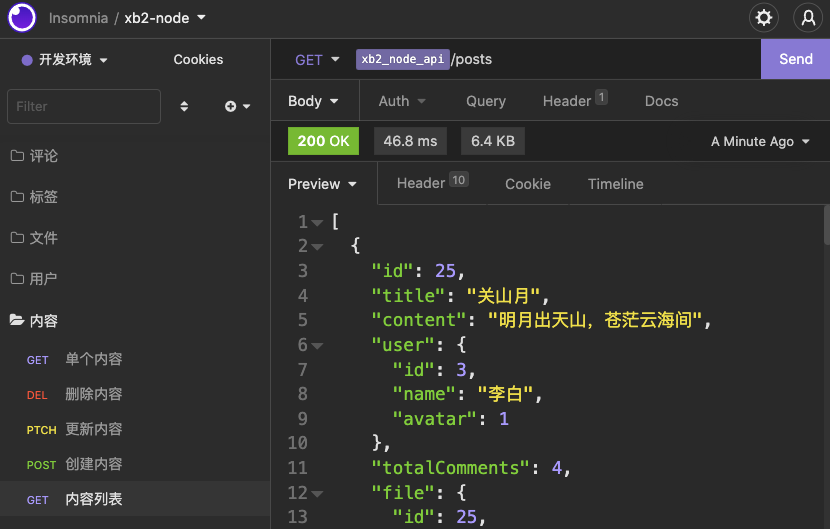 Insomnia / xb2-node
开发环境
Cookies
GET xb2_node_api/posts
Send
Filter
Body
Auth
Query
Header 1
Docs
200 OK
46.8 ms
6.4 KB
A Minute Ago
Preview
Header 10
Cookie
Timeline
评论
标签
文件
用户
内容
GET 单个内容
DEL 删除内容
PTCH 更新内容
POST 创建内容
GET 内容列表
1 [
2 {
3 "id": 25,
4 "title": "关山月",
5 "content": "明月出天山，苍茫云海间",
6 "user": {
7 "id": 3,
8 "name": "李白",
9 "avatar": 1
10 },
11 "totalComments": 4,
12 "file": {
13 "id": 25,